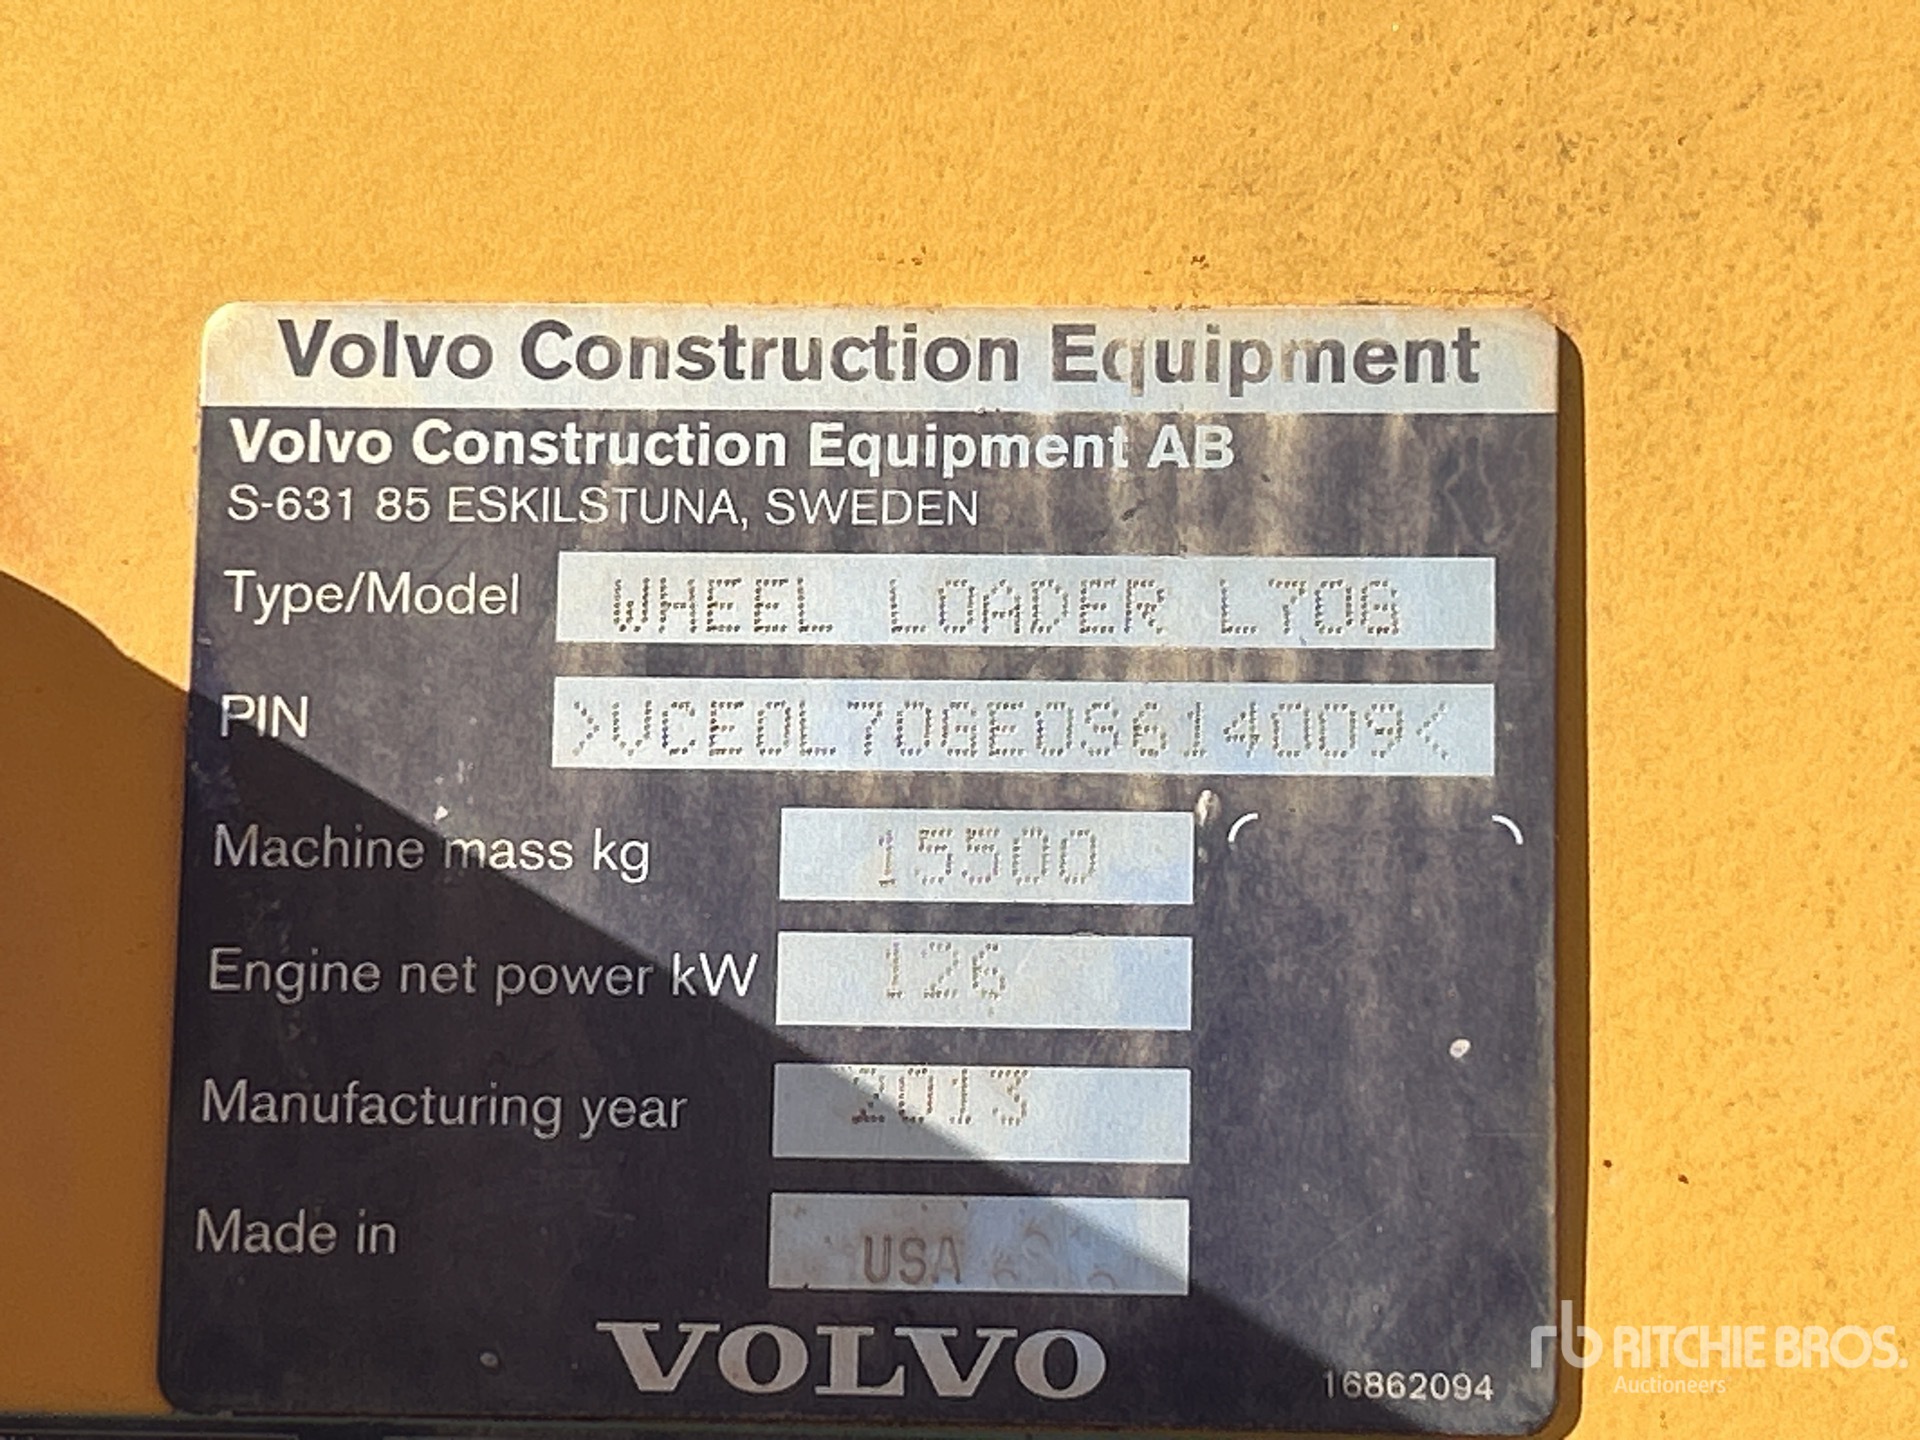 Volvo Construction Equipment
Volvo Construction Equipment AB
S-631 85 ESKILSTUNA, SWEDEN
Type/Model WHEEL LOADER L70G
PIN >VCE0L70GE0S614009<
Machine mass kg 15500
Engine net power kW 126
Manufacturing year 2013
Made in USA
VOLVO
16862094
rb RITCHIE BROS.
Auctioneers